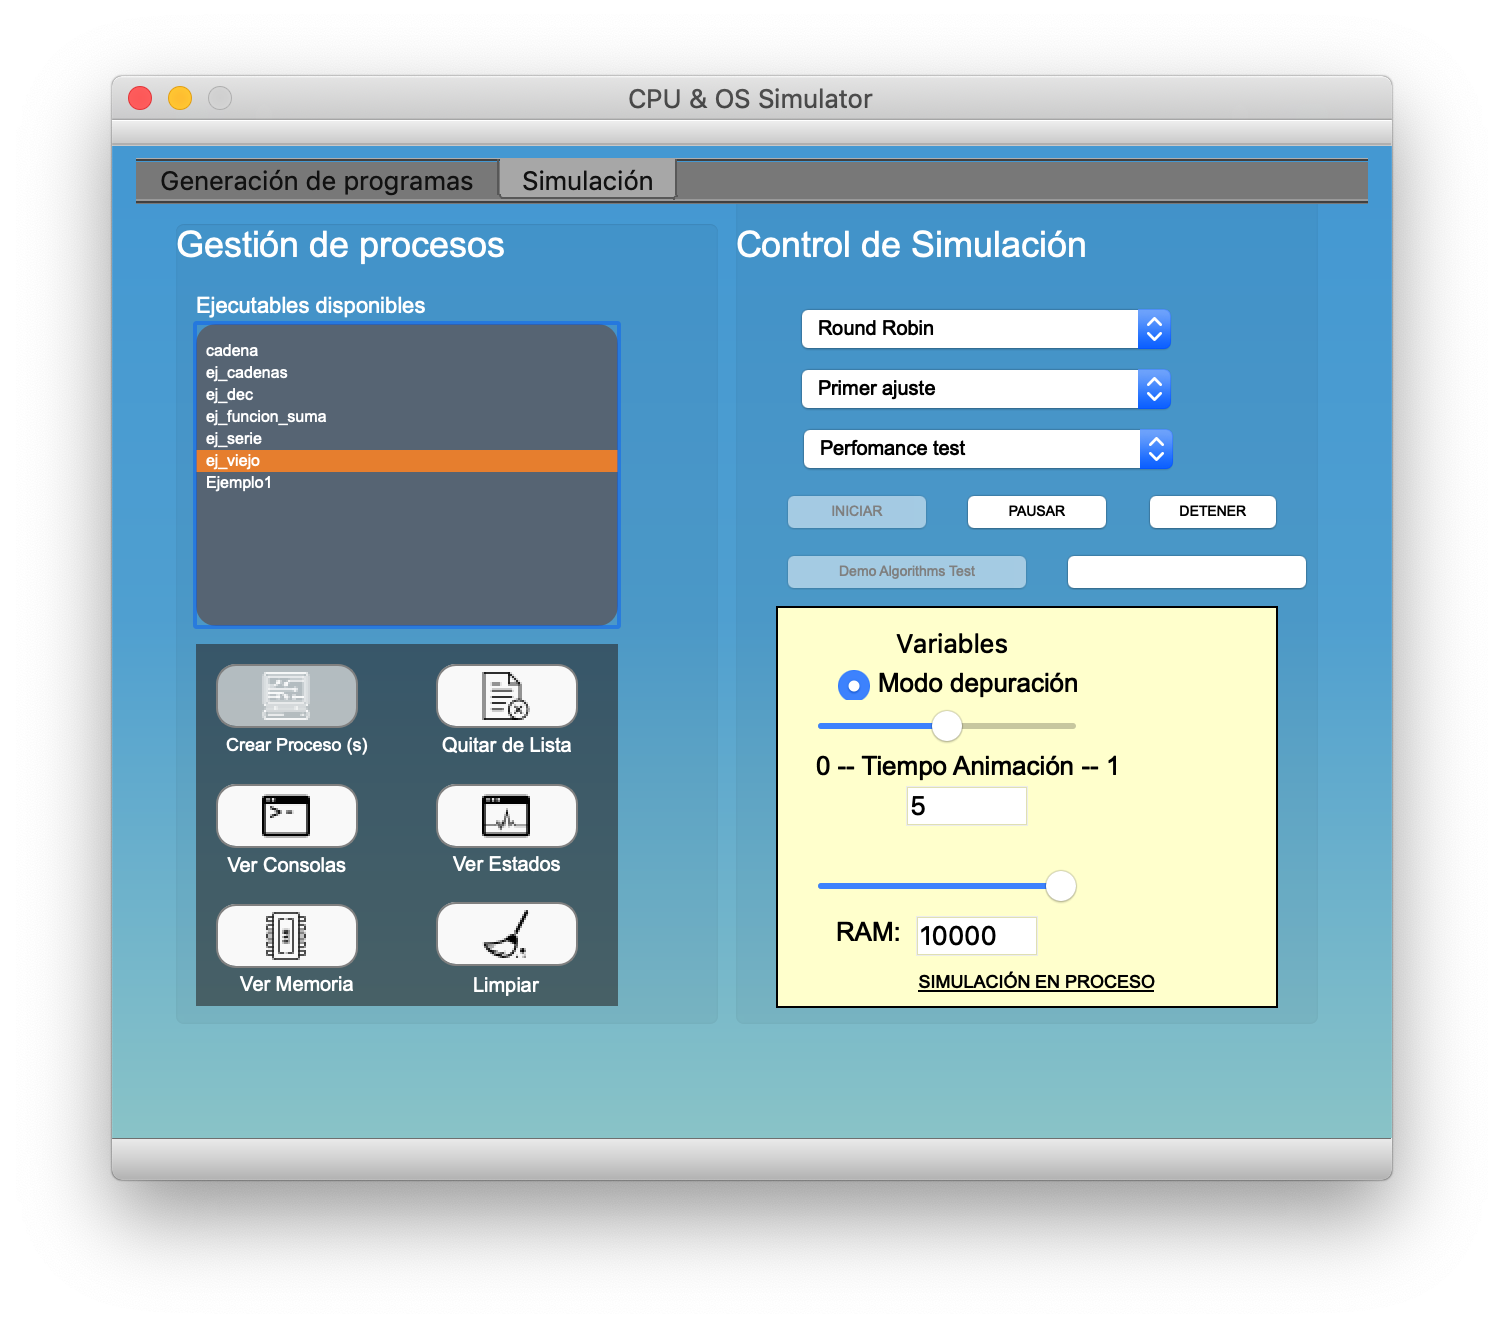 CPU & OS Simulator
Generación de programas
Simulación
Gestión de procesos
Ejecutables disponibles
cadena
ej_cadenas
ej_dec
ej_funcion_suma
ej_serie
ej_viejo
Ejemplo1
Crear Proceso (s)
Quitar de Lista
>-
Ver Consolas
Ver Estados
Ver Memoria
Limpiar
Control de Simulación
Round Robin
Primer ajuste
Perfomance test
INICIAR
PAUSAR
DETENER
Demo Algorithms Test
Variables
Modo depuración
0 -- Tiempo Animación -- 1
5
RAM: 10000
SIMULACIÓN EN PROCESO